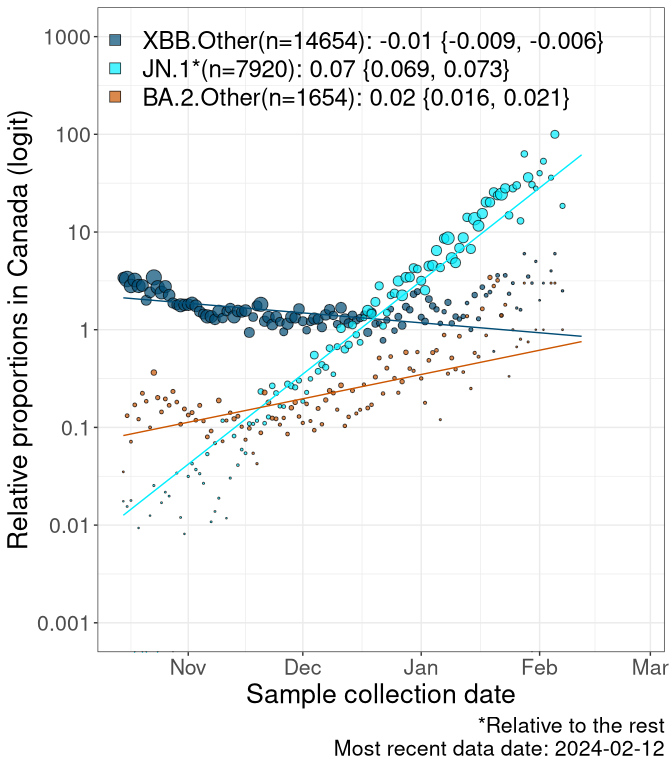 XBB.Other(n=14654): -0.01 {-0.009, -0.006}
JN.1*(n=7920): 0.07 {0.069, 0.073}
BA.2.Other(n=1654): 0.02 {0.016, 0.021}
Relative proportions in Canada (logit)
1000
100
10
1
0.1
0.01
0.001
Nov Dec Jan Feb Mar
Sample collection date
*Relative to the rest
Most recent data date: 2024-02-12